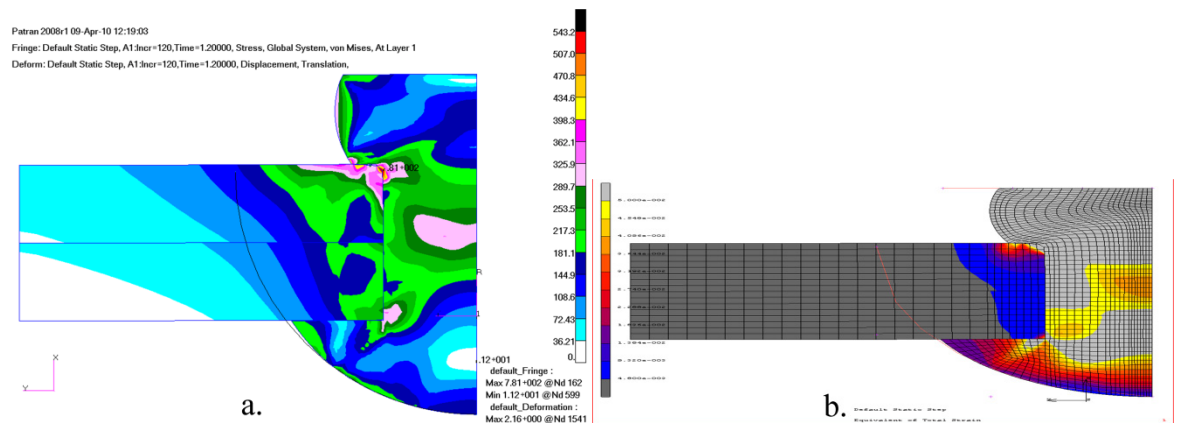 Patran 2008r1 09-Apr-10 12:19:03
Fringe: Default Static Step, A1:Incr=120,Time=1.20000, Stress, Global System, von Mises, At Layer 1
Deform: Default Static Step, A1:Incr=120,Time=1.20000, Displacement, Translation,
543.2
507.0
470.8
434.6
398.3
362.1
325.9
289.7
253.5
217.3
181.1
144.9
108.6
72.43
36.21
0.
81+002
R
1
.12+001
default_Fringe :
Max 7.81+002 @Nd 162
Min 1.12+001 @Nd 599
default_Deformation :
Max 2.16+000 @Nd 1541
X
Y
a.
b.
Default Static Step
Equivalent of Total Strain